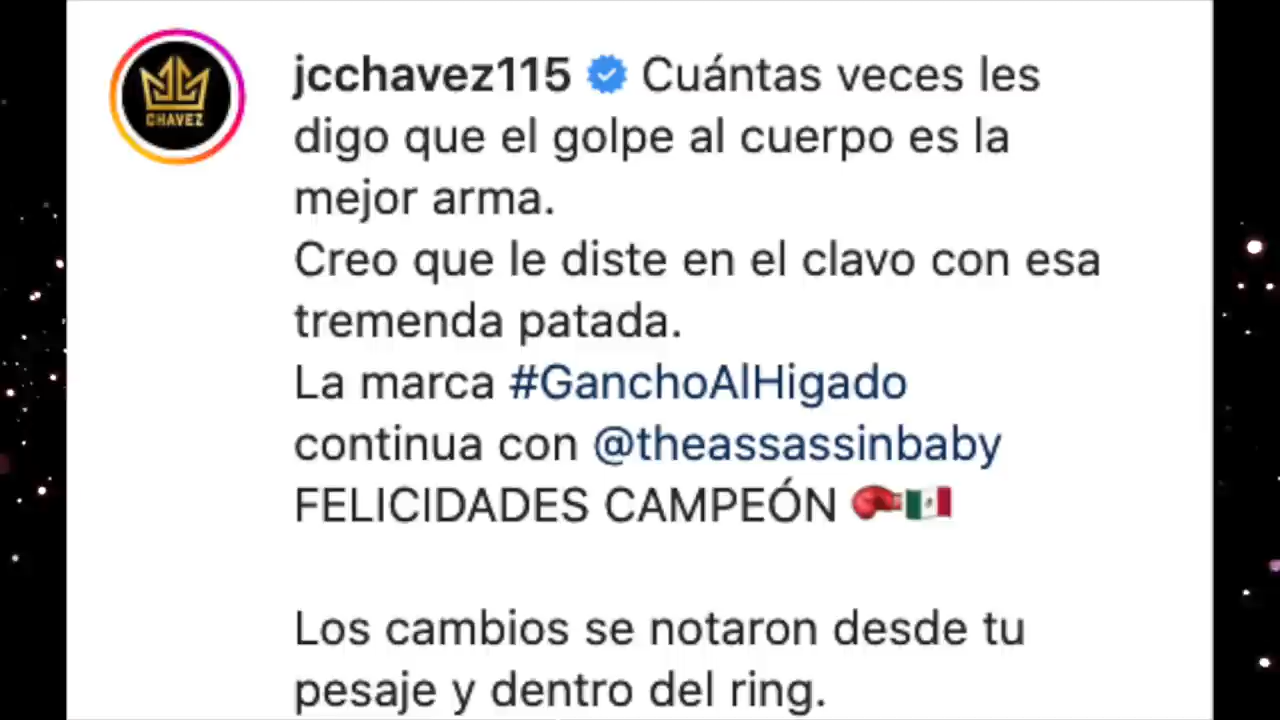 CHAVEZ
jcchavez115 Cuántas veces les
digo que el golpe al cuerpo es la
mejor arma.
Creo que le diste en el clavo con esa
tremenda patada.
La marca #GanchoAlHigado
continua con @theassassinbaby
FELICIDADES CAMPEÓN 🥊🇲🇽
Los cambios se notaron desde tu
pesaje y dentro del ring.